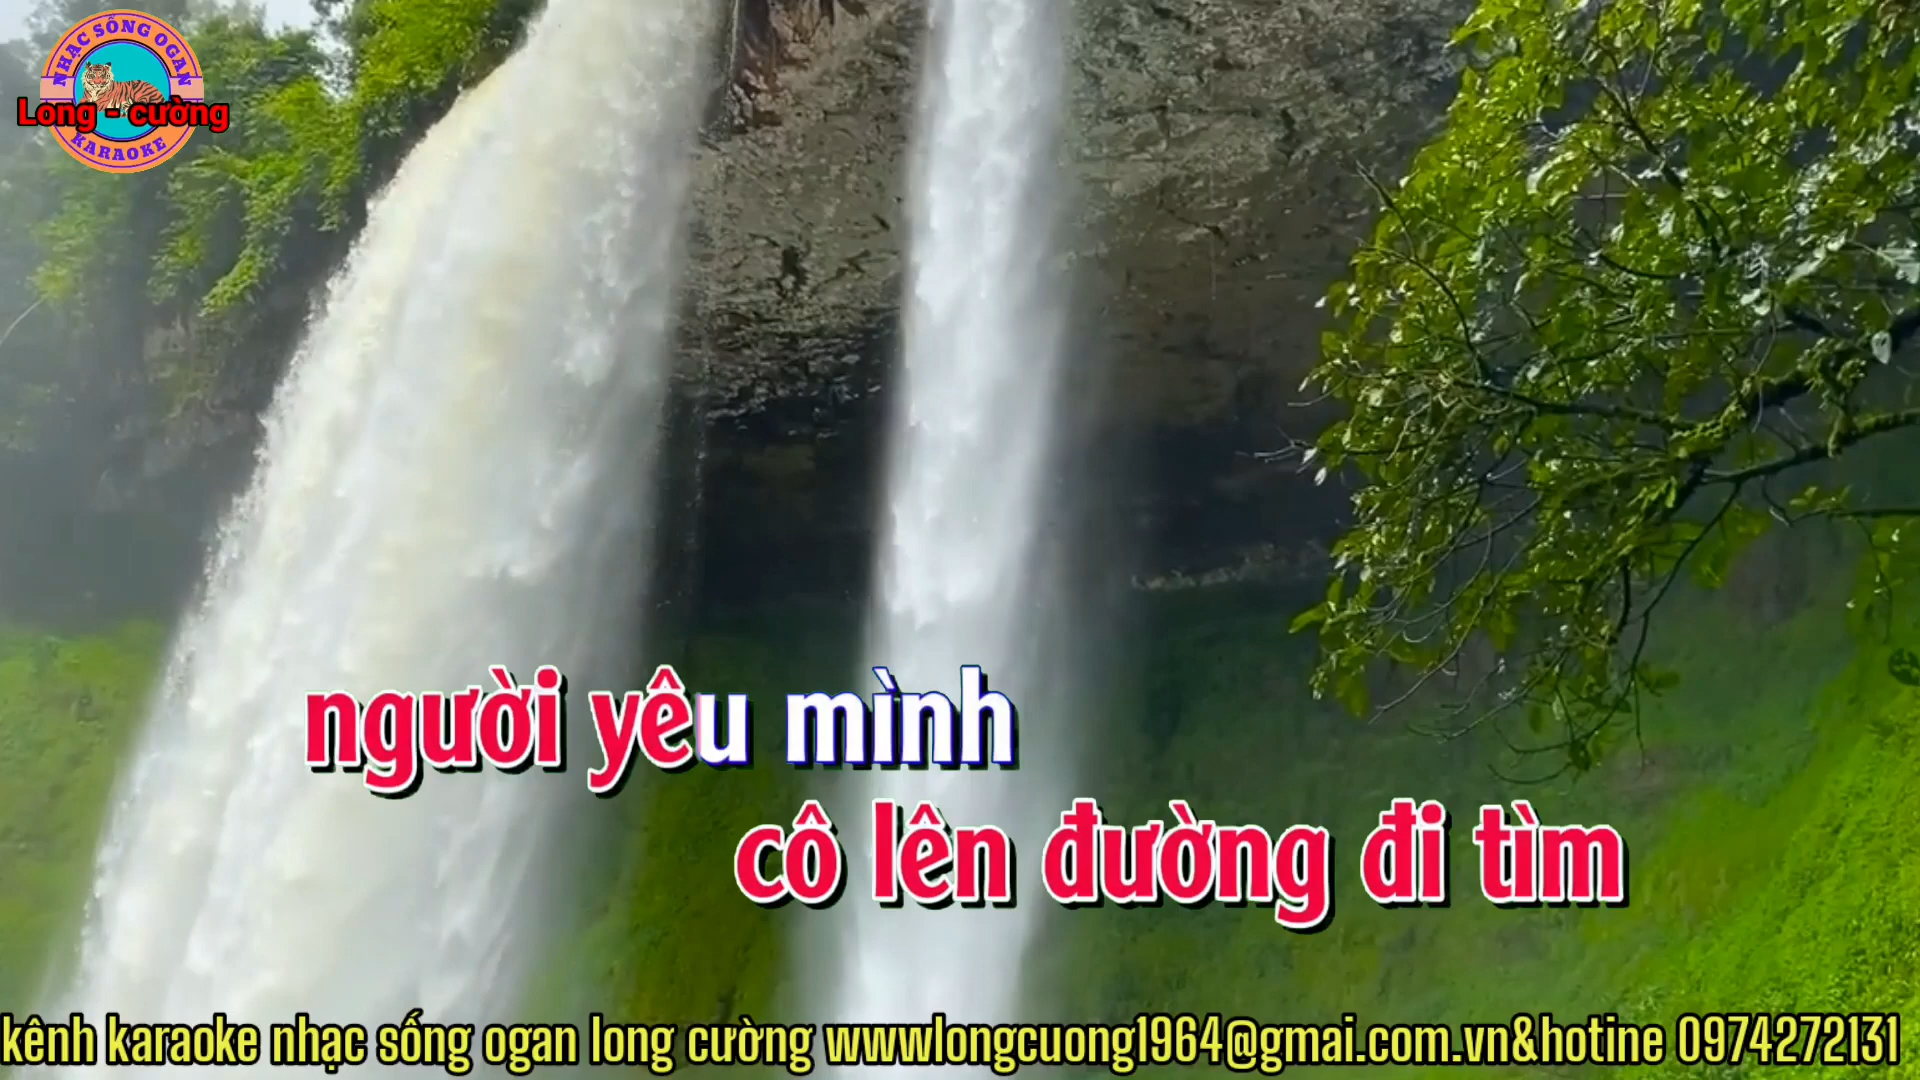 NHẠC SỐNG OGAN
Long - cường
KARAOKE
người yêu mình
cô lên đường đi tìm
kênh karaoke nhạc sống ogan long cường wwwlongcuong1964@gmai.com.vn&hotine 0974272131